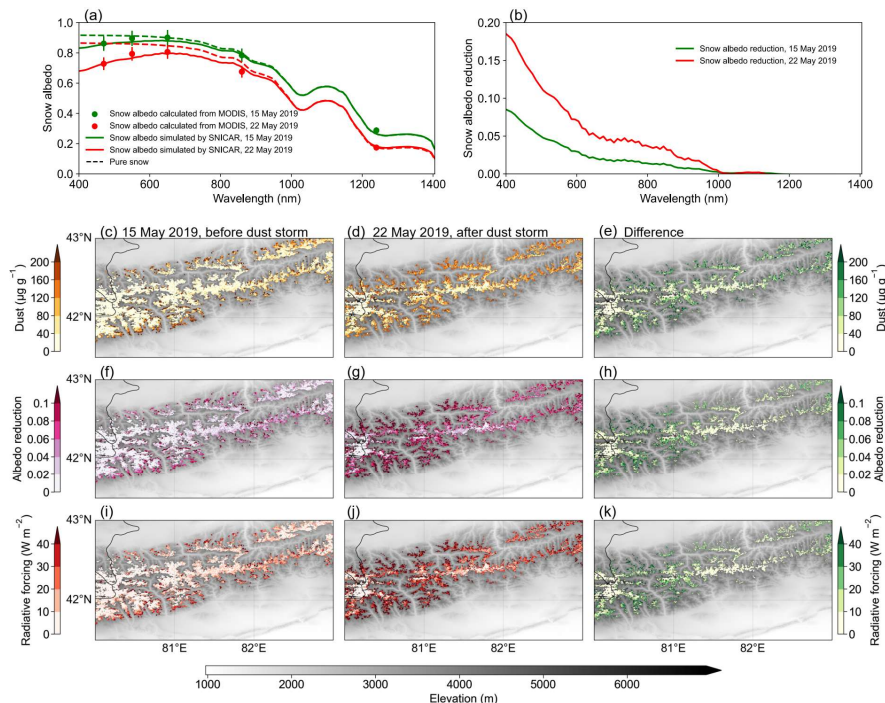 (a)
(b)
1.0
0.8
0.6
0.4
0.2
0.0
Snow albedo
Snow albedo calculated from MODIS, 15 May 2019
Snow albedo calculated from MODIS, 22 May 2019
Snow albedo simulated by SNICAR, 15 May 2019
Snow albedo simulated by SNICAR, 22 May 2019
Pure snow
400 600 800 1000 1200 1400
Wavelength (nm)
0.20
0.15
0.10
0.05
0.00
Snow albedo reduction
Snow albedo reduction, 15 May 2019
Snow albedo reduction, 22 May 2019
400 600 800 1000 1200 1400
Wavelength (nm)
(c) 15 May 2019, before dust storm
(d) 22 May 2019, after dust storm
(e) Difference
43°N
42°N
200
160
120
80
40
0
Dust (µg g⁻¹)
200
160
120
80
40
0
Dust (µg g⁻¹)
(f)
(g)
(h)
43°N
42°N
0.1
0.08
0.06
0.04
0.02
0
Albedo reduction
0.1
0.08
0.06
0.04
0.02
0
Albedo reduction
(i)
(j)
(k)
43°N
42°N
40
30
20
10
0
Radiative forcing (W m⁻²)
40
30
20
10
0
Radiative forcing (W m⁻²)
81°E 82°E
81°E 82°E
81°E 82°E
1000 2000 3000 4000 5000 6000
Elevation (m)